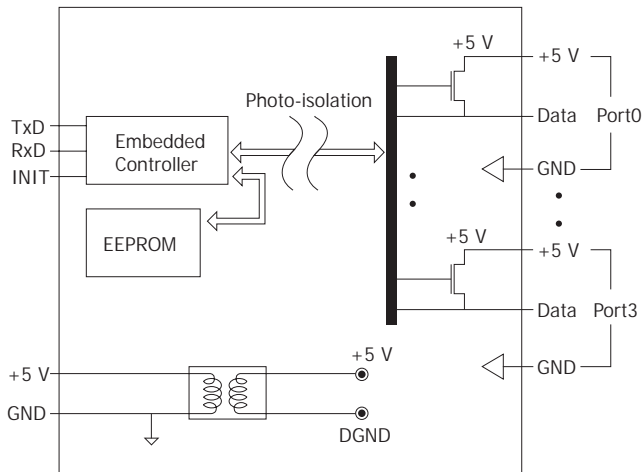 +5 V
+5 V
Photo-isolation
TxD
RxD
INIT
Embedded
Controller
Data
Port0
GND
EEPROM
+5 V
+5 V
Data
Port3
+5 V
+5 V
GND
GND
DGND